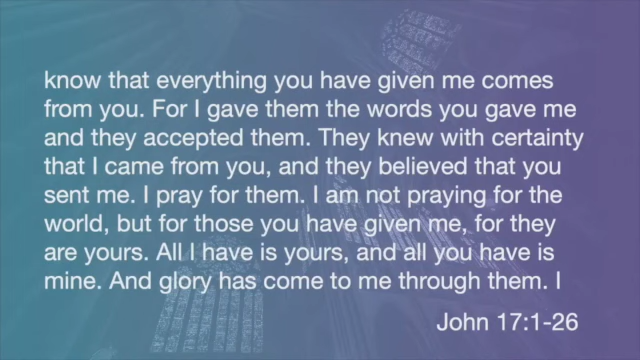 know that everything you have given me comes
from you. For I gave them the words you gave me
and they accepted them. They knew with certainty
that I came from you, and they believed that you
sent me. I pray for them. I am not praying for the
world, but for those you have given me, for they
are yours. All I have is yours, and all you have is
mine. And glory has come to me through them. I
John 17:1-26